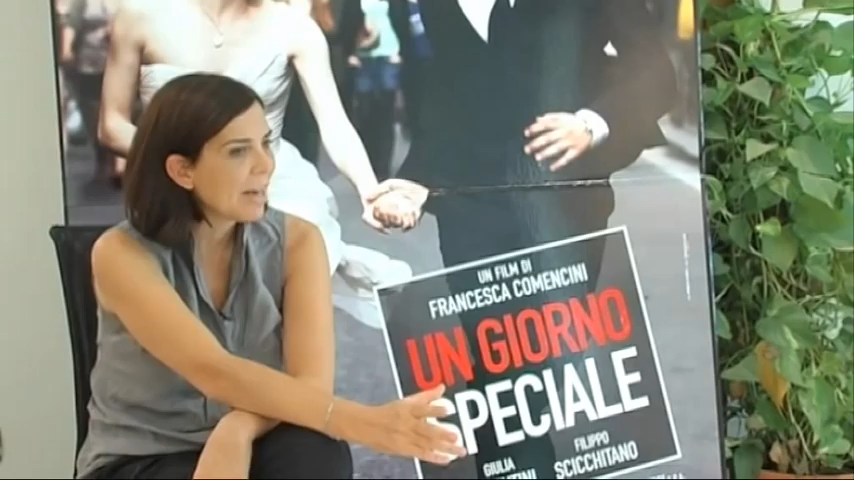 UN FILM DI
FRANCESCA COMENCINI
UN GIORNO
SPECIALE
GIULIA
FILIPPO
SCICCHITANO